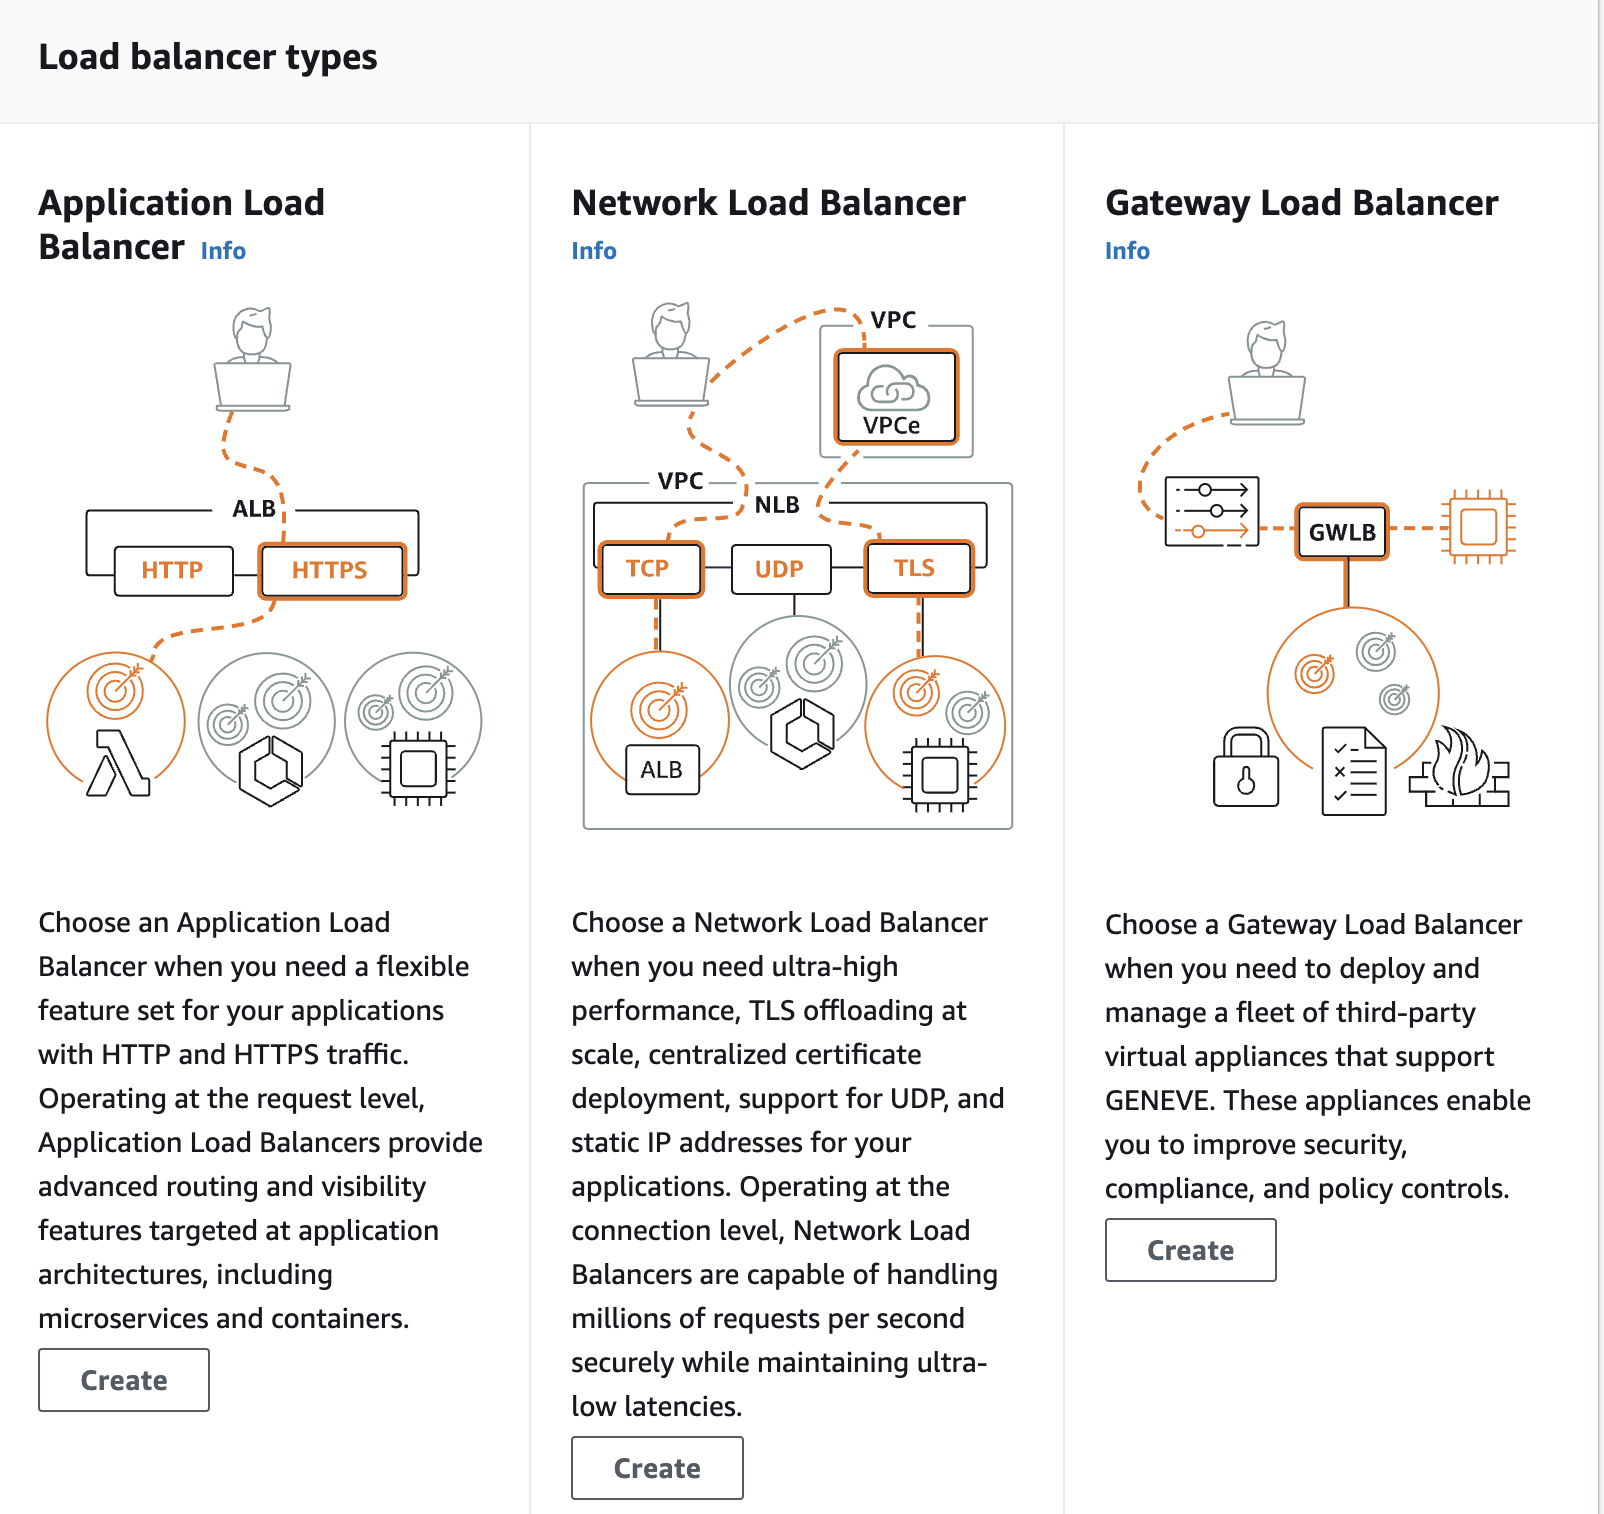 Load balancer types
Application Load
Balancer Info
ALB
HTTP
HTTPS
Choose an Application Load
Balancer when you need a flexible
feature set for your applications
with HTTP and HTTPS traffic.
Operating at the request level,
Application Load Balancers provide
advanced routing and visibility
features targeted at application
architectures, including
microservices and containers.
Create
Network Load Balancer
Info
VPC
VPCe
VPC
NLB
TCP
UDP
TLS
ALB
Choose a Network Load Balancer
when you need ultra-high
performance, TLS offloading at
scale, centralized certificate
deployment, support for UDP, and
static IP addresses for your
applications. Operating at the
connection level, Network Load
Balancers are capable of handling
millions of requests per second
securely while maintaining ultra-
low latencies.
Create
Gateway Load Balancer
Info
GWLB
Choose a Gateway Load Balancer
when you need to deploy and
manage a fleet of third-party
virtual appliances that support
GENEVE. These appliances enable
you to improve security,
compliance, and policy controls.
Create